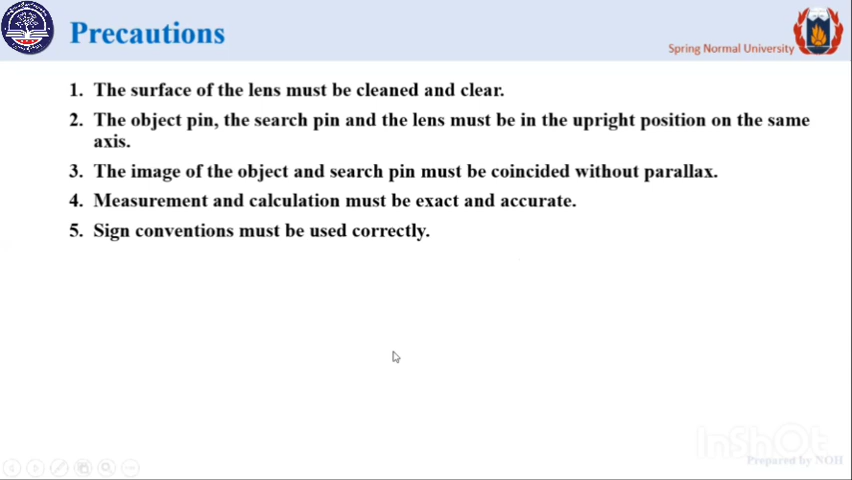 Precautions
Spring Normal University
1. The surface of the lens must be cleaned and clear.
2. The object pin, the search pin and the lens must be in the upright position on the same
axis.
3. The image of the object and search pin must be coincided without parallax.
4. Measurement and calculation must be exact and accurate.
5. Sign conventions must be used correctly.
InShOt
Prepared by NOH